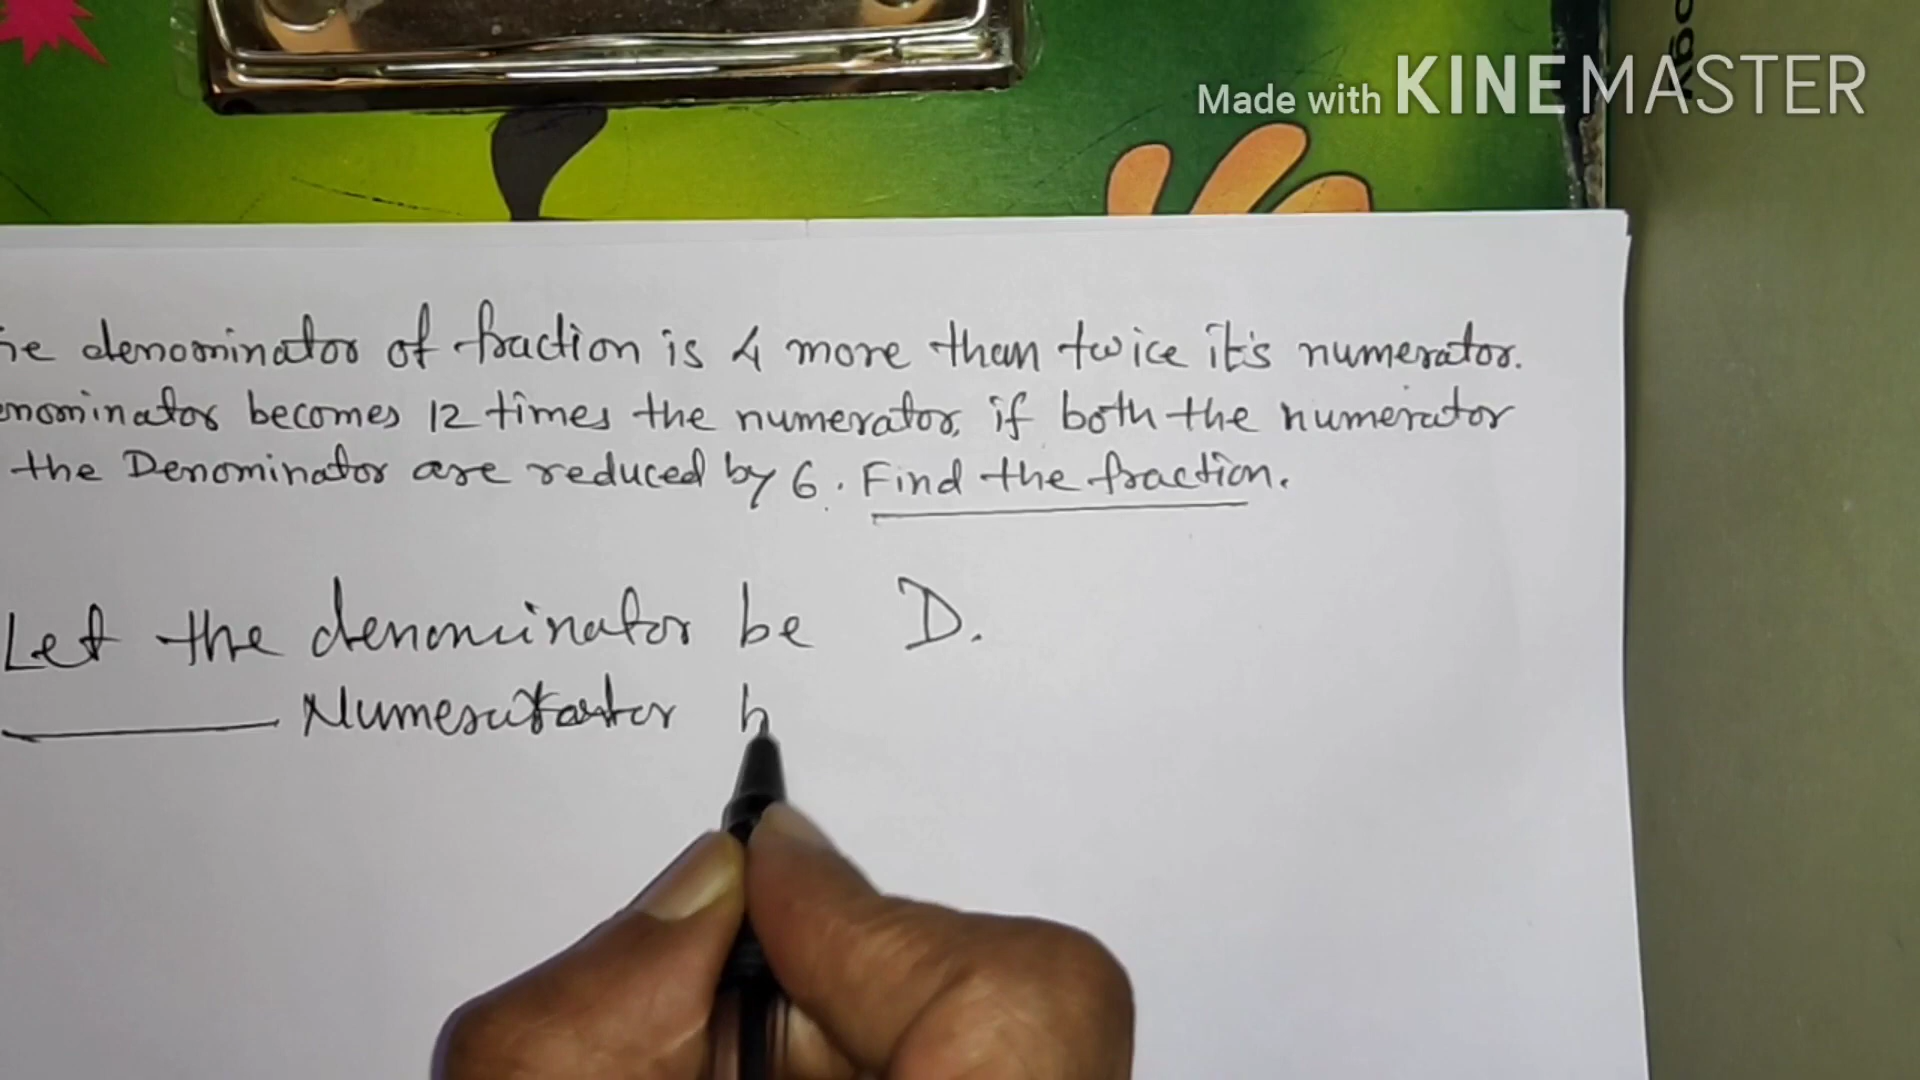 Made with KINEMASTER
denominator of fraction is 4 more than twice it's numerator.
becomes 12 times the numerator, if both the numerator
the Denominator are reduced by 6. Find the fraction.
Let the denominator be D.
Numerator